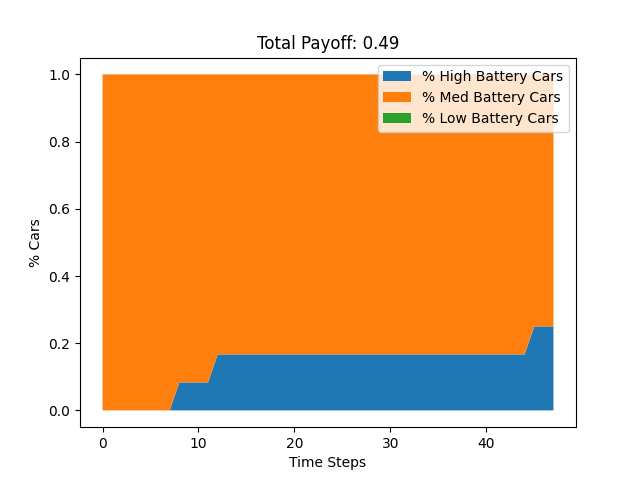 Total Payoff: 0.49
% High Battery Cars
% Med Battery Cars
% Low Battery Cars
1.0
0.8
0.6
0.4
0.2
0.0
% Cars
0 10 20 30 40
Time Steps